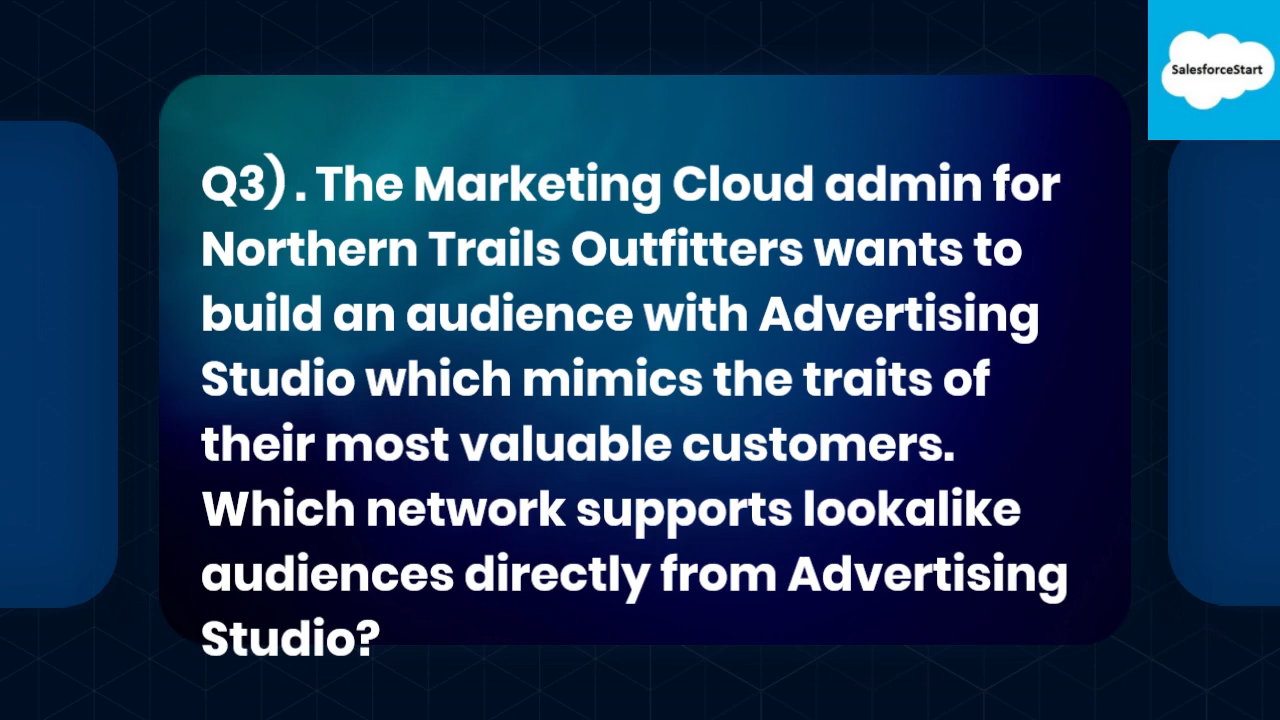 SalesforceStart
Q3) . The Marketing Cloud admin for
Northern Trails Outfitters wants to
build an audience with Advertising
Studio which mimics the traits of
their most valuable customers.
Which network supports lookalike
audiences directly from Advertising
Studio?